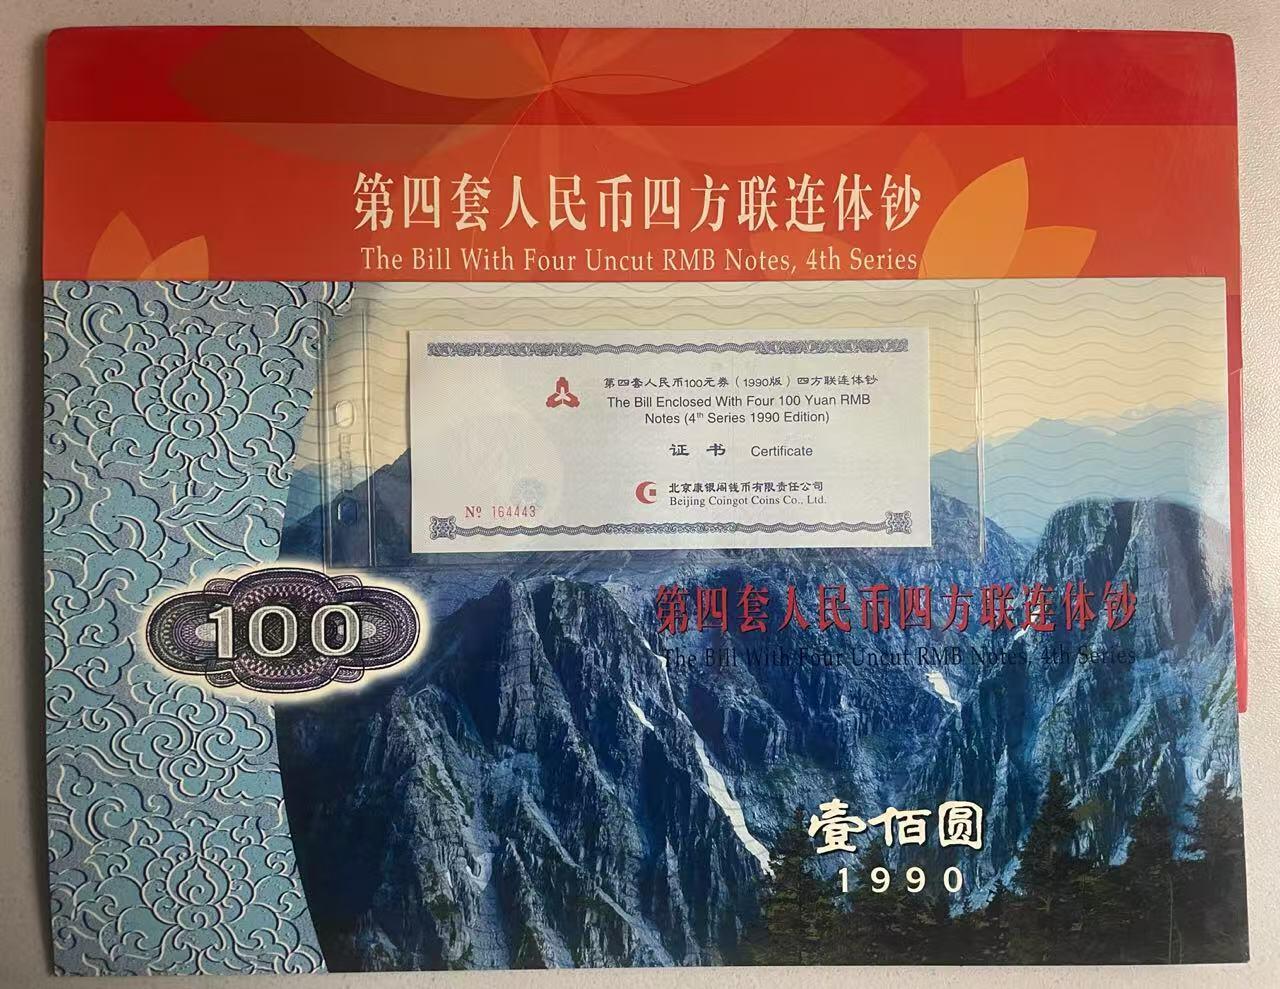 第四套人民币四方联连体钞
The Bill With Four Uncut RMB Notes, 4th Series
第四套人民币100元券（1990版）四方联连体钞
The Bill Enclosed With Four 100 Yuan RMB
Notes (4th Series 1990 Edition)
证书 Certificate
北京康银阁钱币有限责任公司
Beijing Coingot Coins Co., Ltd.
Nº 164443
第四套人民币四方联连体钞
The Bill With Four Uncut RMB Notes, 4th Series
100
壹佰圆
1990